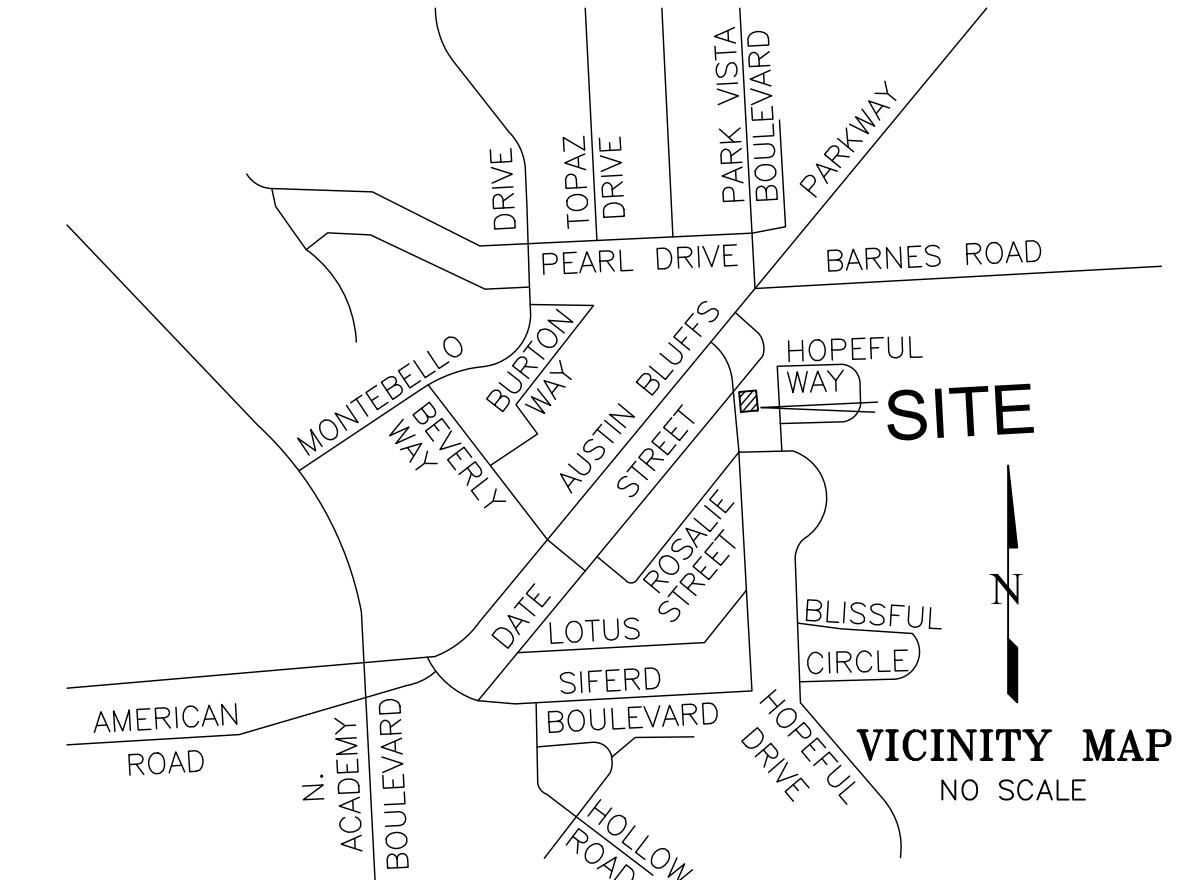 PARK VISTA
BOULEVARD
PARKWAY
DRIVE
TOPAZ
DRIVE
PEARL DRIVE
BARNES ROAD
AUSTIN BLUFFS
BURTON
WAY
MONTEBELLO
HOPEFUL
WAY
SITE
BEVERLY
WAY
STREET
ROSALIE
STREET
N
DATE
LOTUS
BLISSFUL
CIRCLE
SIFERD
BOULEVARD
AMERICAN
ROAD
N.
ACADEMY
BOULEVARD
HOPEFUL
DRIVE
VICINITY MAP
NO SCALE
HOLLOW
ROAD